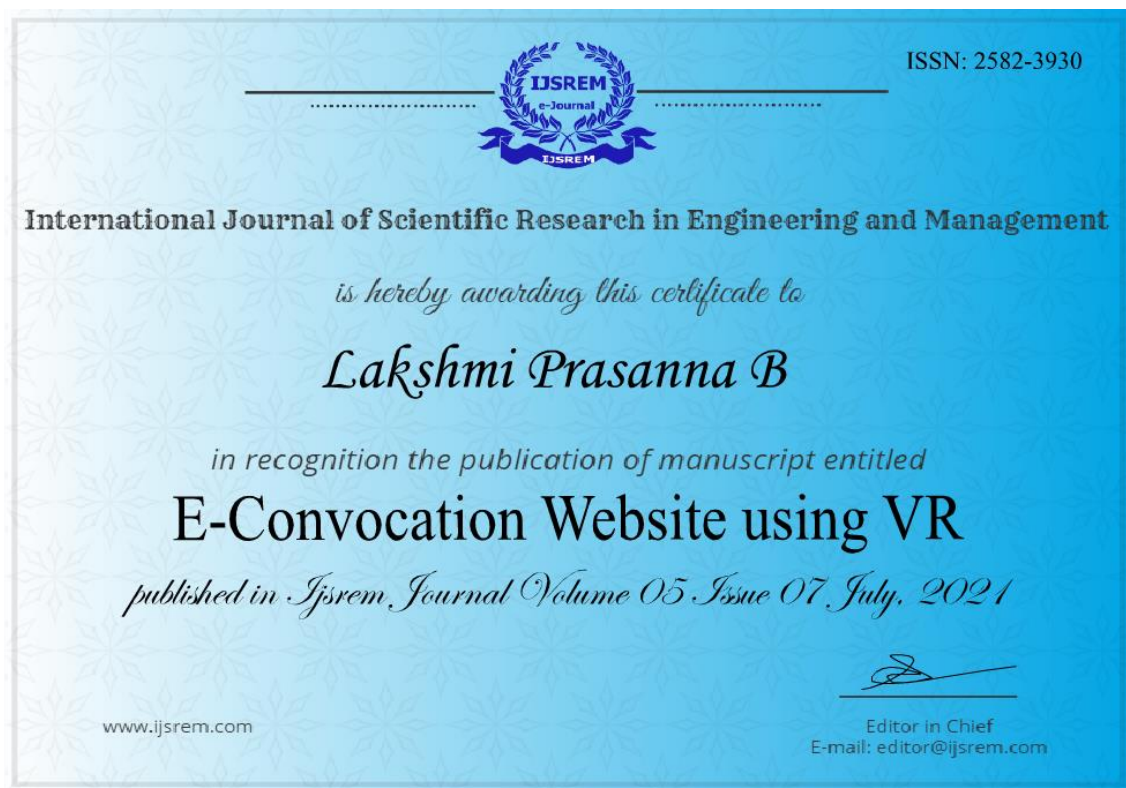 ISSN: 2582-3930
IJSREM
e-Journal
IJSREM
International Journal of Scientific Research in Engineering and Management
is hereby awarding this certificate to
Lakshmi Prasanna B
in recognition the publication of manuscript entitled
E-Convocation Website using VR
published in Ijsrem Journal Volume 05 Issue 07 July, 2021
www.ijsrem.com
Editor in Chief
E-mail: editor@ijsrem.com